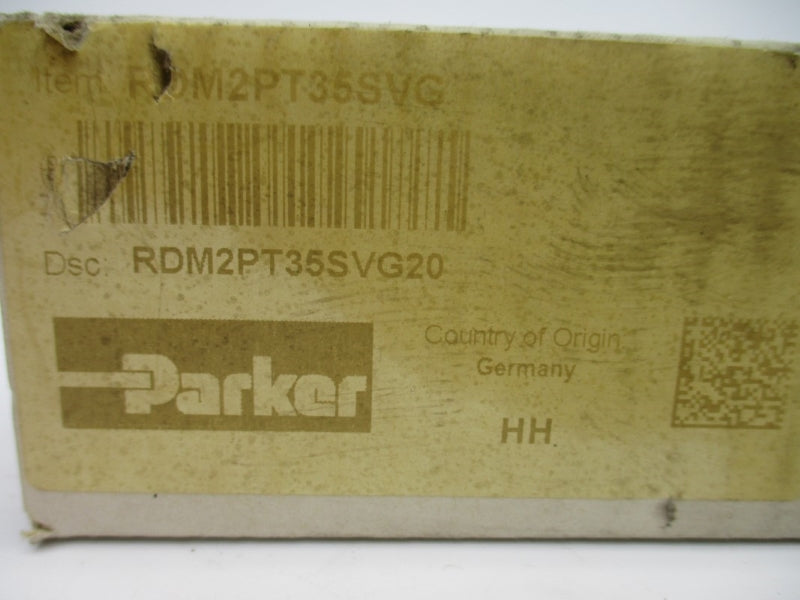 Item: RDM2PT35SVG
Dsc: RDM2PT35SVG20
Parker
Country of Origin
Germany
HH